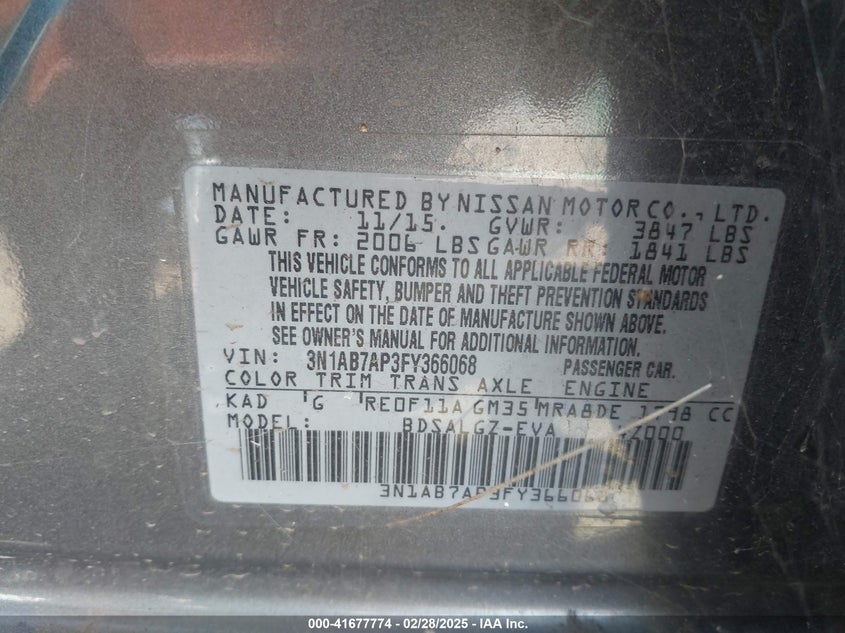 MANUFACTURED BY NISSAN MOTOR CO., LTD.
DATE: 11/15. GVWR: 3847 LBS
GAWR FR: 2006 LBS GAWR RR: 1841 LBS
THIS VEHICLE CONFORMS TO ALL APPLICABLE FEDERAL MOTOR
VEHICLE SAFETY, BUMPER AND THEFT PREVENTION STANDARDS
IN EFFECT ON THE DATE OF MANUFACTURE SHOWN ABOVE.
SEE OWNER'S MANUAL FOR ADDITIONAL INFORMATION
VIN: 3N1AB7AP3FY366068 PASSENGER CAR.
COLOR TRIM TRANS AXLE ENGINE
KAD G RE0F11A GM35 MRA8DE CC
MODEL: BDSALGZ-EVA
3N1AB7AP3FY366068
000-41677774 - 02/28/2025 - IAA Inc.